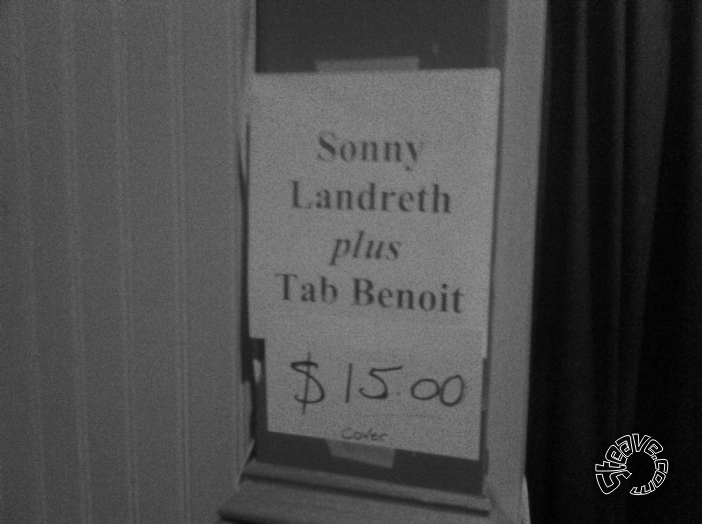 Sonny
Landreth
plus
Tab Benoit
$15.00
Cover
Steave.com